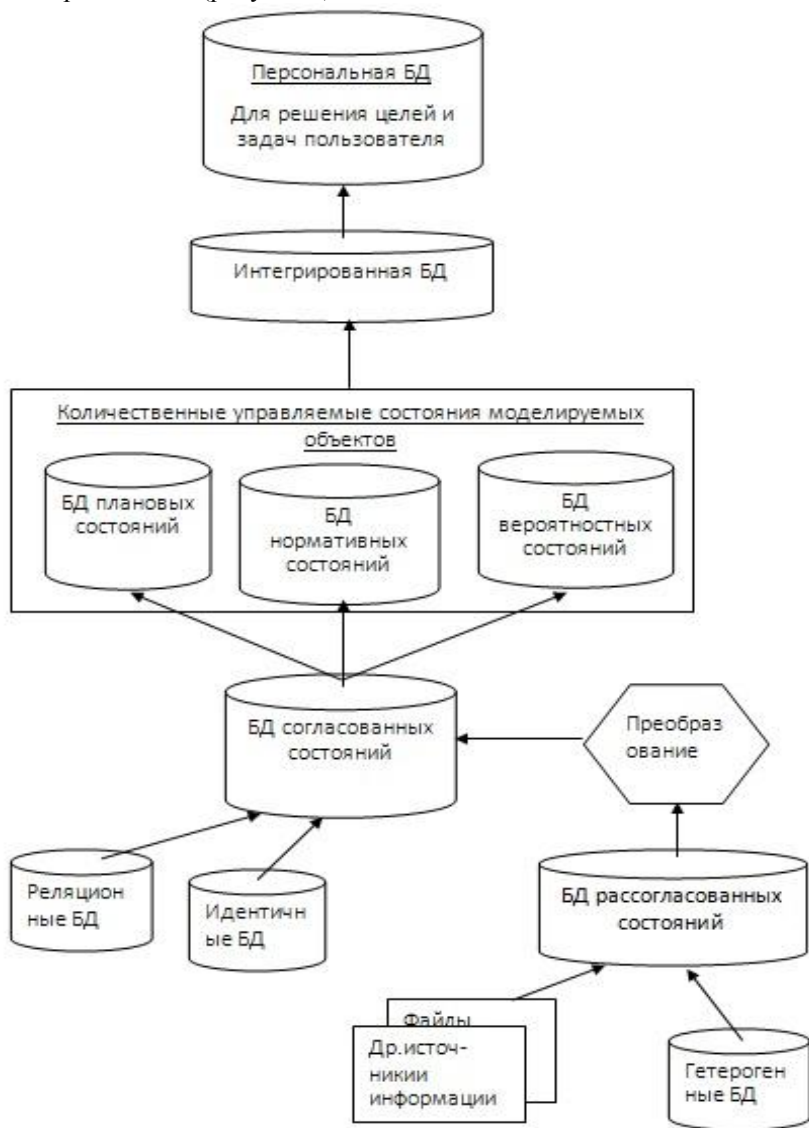 Персональная БД
Для решения целей и
задач пользователя
Интегрированная БД
Количественные управляемые состояния моделируемых
объектов
БД плановых
состояний
БД
нормативных
состояний
БД
вероятностных
состояний
БД согласованных
состояний
Преобраз
ование
Реляцион
ные БД
Идентичн
ые БД
БД рассогласованных
состояний
Файлы
Др.источ-
никии
информации
Гетероген
ные БД